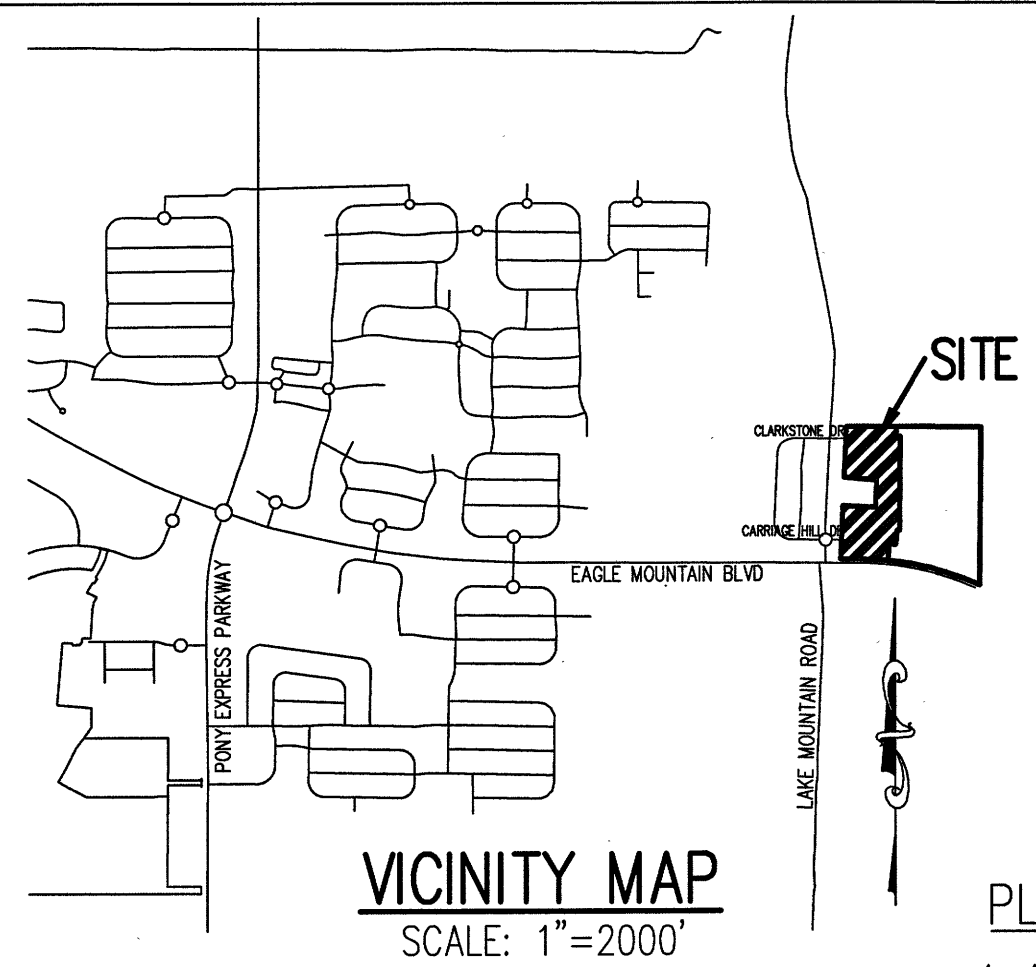 SITE
CLARKSTONE DR
CARRIAGE HILL DR
EAGLE MOUNTAIN BLVD
PONY EXPRESS PARKWAY
LAKE MOUNTAIN ROAD
VICINITY MAP
SCALE: 1"=2000'
PL